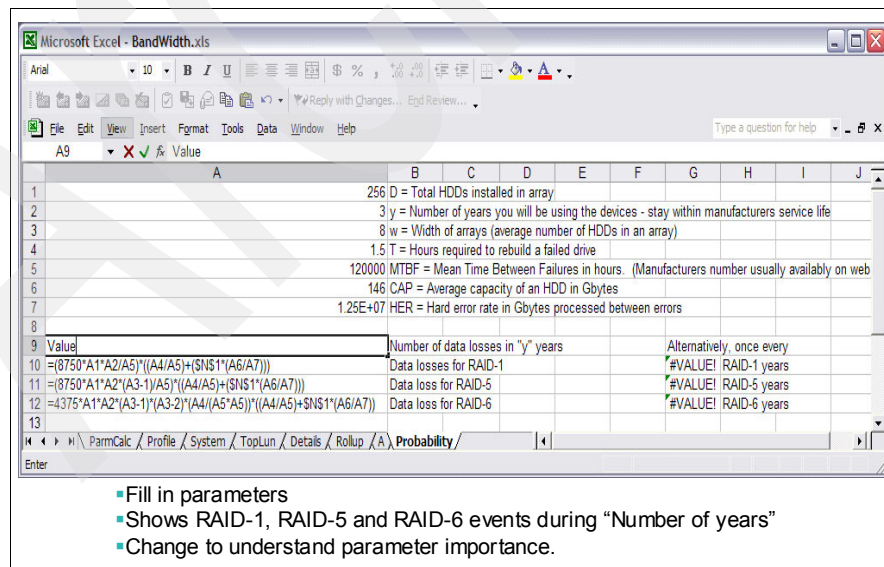 Microsoft Excel - BandWidth.xls
Arial 10 B I U $ % ,
Reply with Changes... End Review...
File Edit View Insert Format Tools Data Window Help Type a question for help
A9 fx Value
A B C D E F G H I J
1 256 D = Total HDDs installed in array
2 3 y = Number of years you will be using the devices - stay within manufacturers service life
3 8 w = Width of arrays (average number of HDDs in an array)
4 1.5 T = Hours required to rebuild a failed drive
5 120000 MTBF = Mean Time Between Failures in hours. (Manufacturers number usually availably on web
6 146 CAP = Average capacity of an HDD in Gbytes
7 1.25E+07 HER = Hard error rate in Gbytes processed between errors
8
9 Value Number of data losses in "y" years Alternatively, once every
10 =(8750*A1*A2/A5)*((A4/A5)+($N$1*(A6/A7))) Data losses for RAID-1 #VALUE! RAID-1 years
11 =(8750*A1*A2*(A3-1)/A5)*((A4/A5)+($N$1*(A6/A7))) Data loss for RAID-5 #VALUE! RAID-5 years
12 =4375*A1*A2*(A3-1)*(A3-2)*(A4/(A5*A5))*((A4/A5)+$N$1*(A6/A7)) Data loss for RAID-6 #VALUE! RAID-6 years
13
ParmCalc / Profile / System / TopLun / Details / Rollup / A \ Probability /
Enter
▪Fill in parameters
▪Shows RAID-1, RAID-5 and RAID-6 events during “Number of years”
▪Change to understand parameter importance.